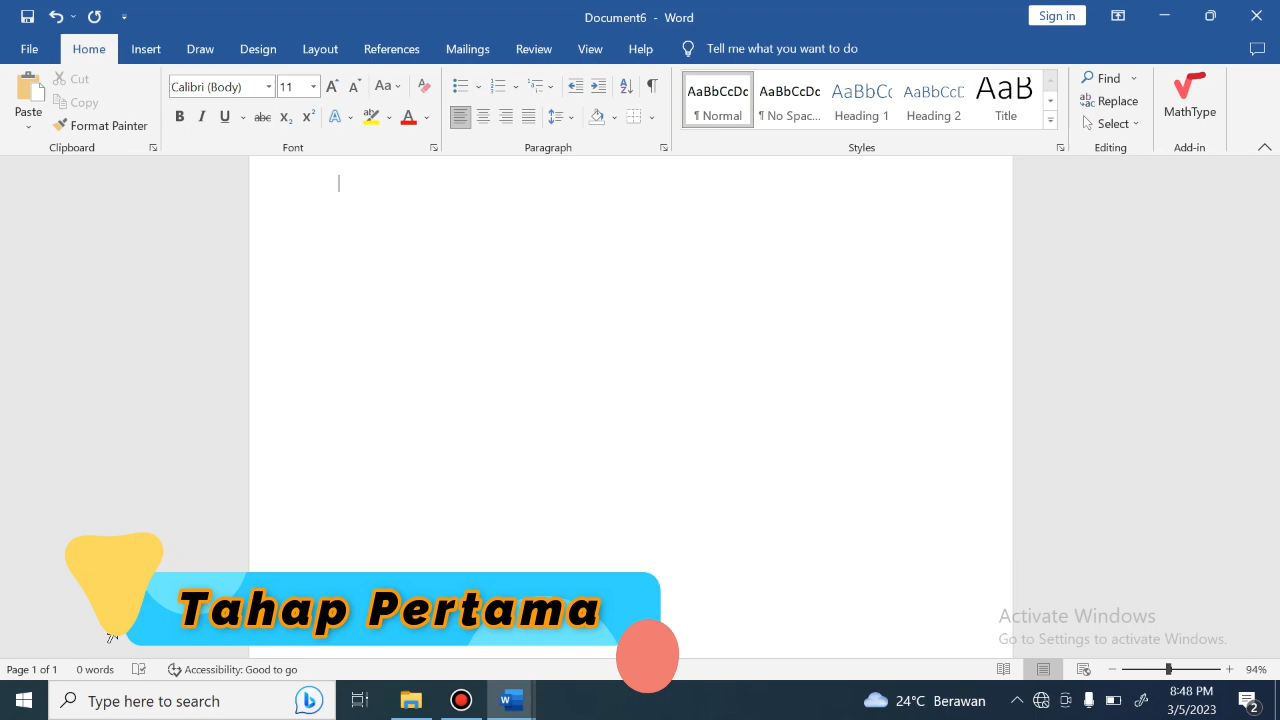 Document6 - Word
Sign in
File Home Insert Draw Design Layout References Mailings Review View Help Tell me what you want to do
Paste
Cut
Copy
Format Painter
Clipboard
Calibri (Body) 11
Font
Paragraph
AaBbCcDc AaBbCcDc AaBbCc AaBbCcD AaB
¶ Normal ¶ No Spac... Heading 1 Heading 2 Title
Styles
Find
Replace
Select
Editing
MathType
Add-in
Tahap Pertama
Activate Windows
Go to Settings to activate Windows.
Page 1 of 1 0 words Accessibility: Good to go 94%
Type here to search
24°C Berawan
8:48 PM
3/5/2023
2